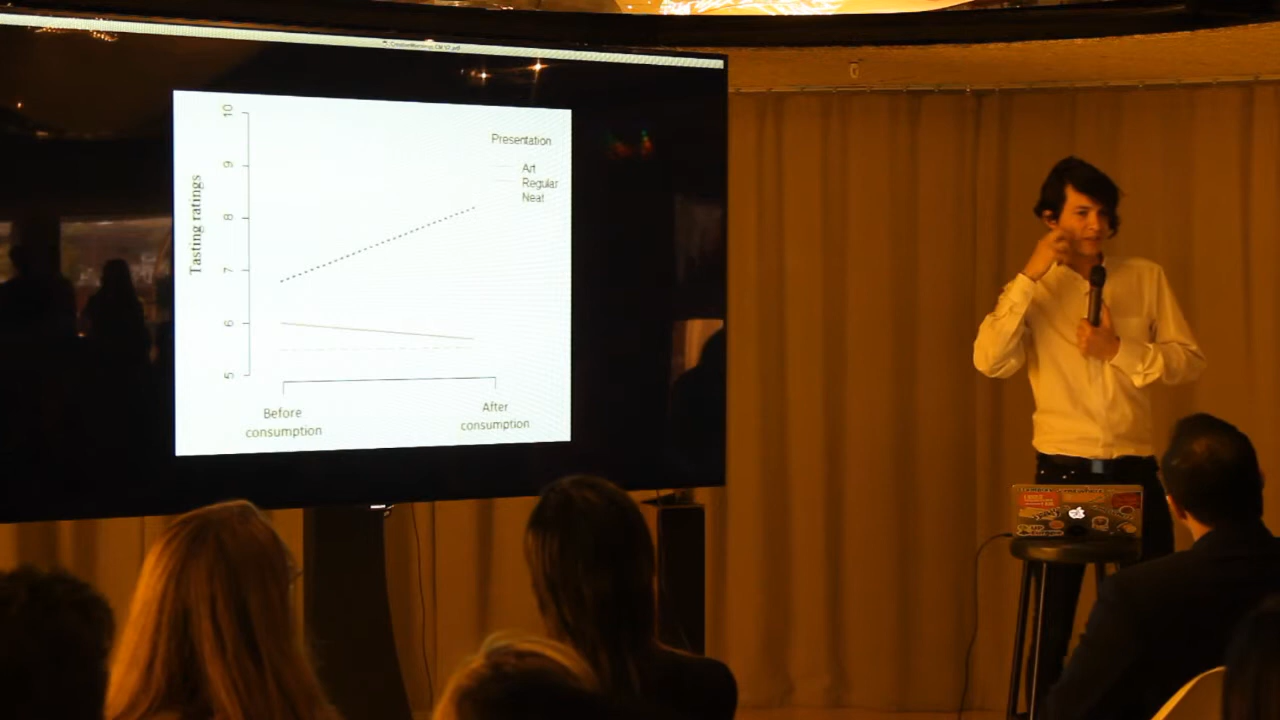 Presentation
Art
Regular
Neat
Tasting ratings
10
9
8
7
6
5
Before
consumption
After
consumption